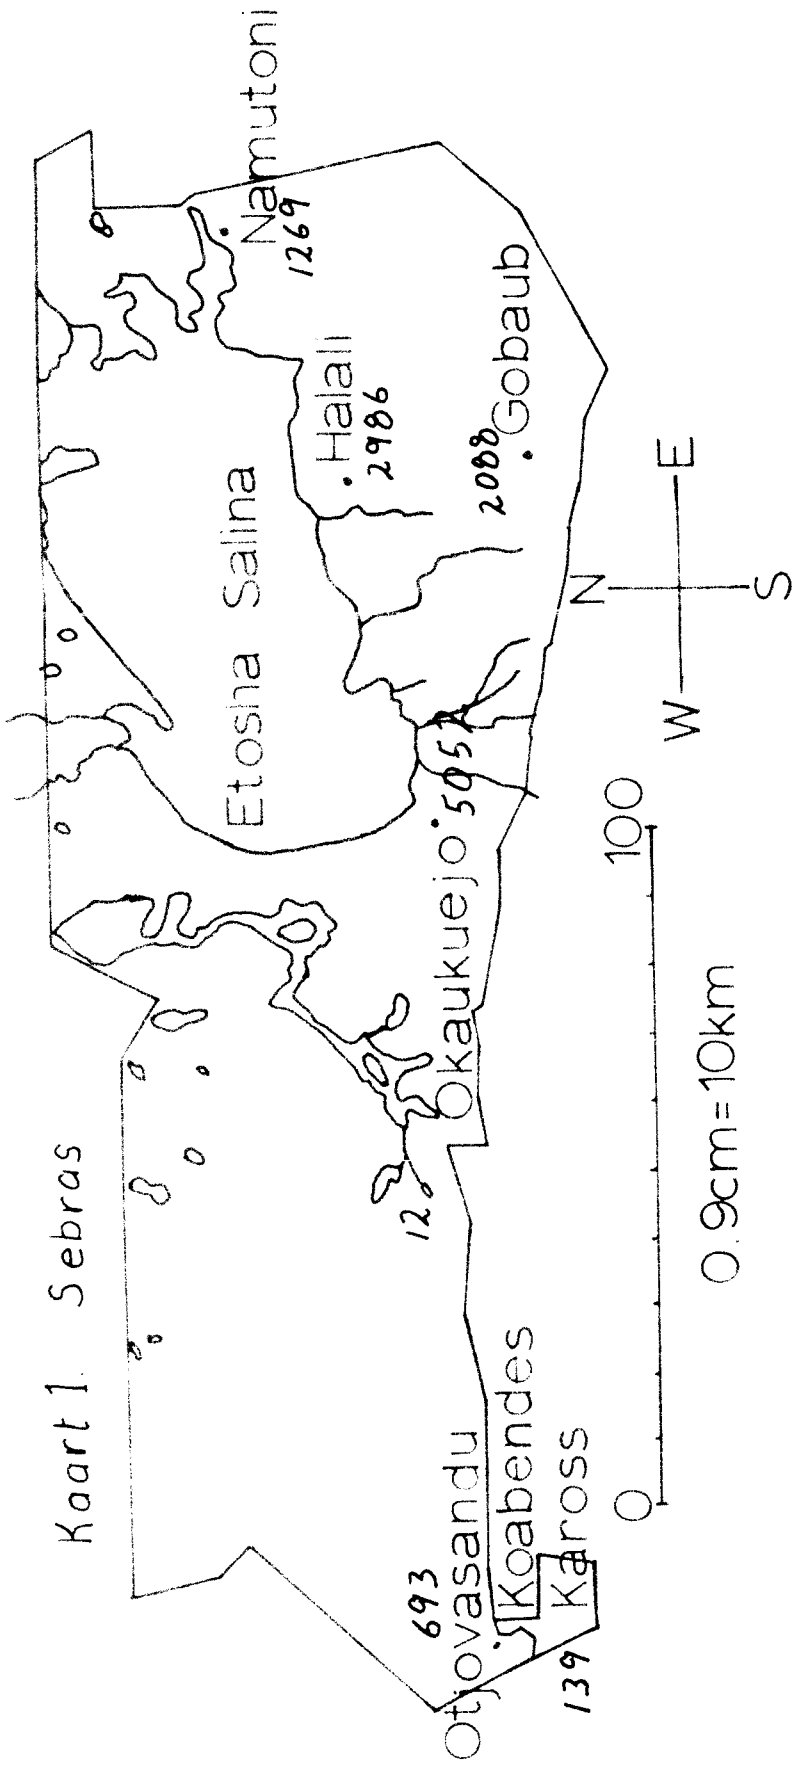 Kaart 1. Sebras
Namutoni
1269
Etosha Salina
Halali
2986
2088
Gobaub
Okaukuejo
5057
12
693
Otjovasandu
Koabendes
Kaross
139
N
W
E
S
0
100
0.9cm=10km